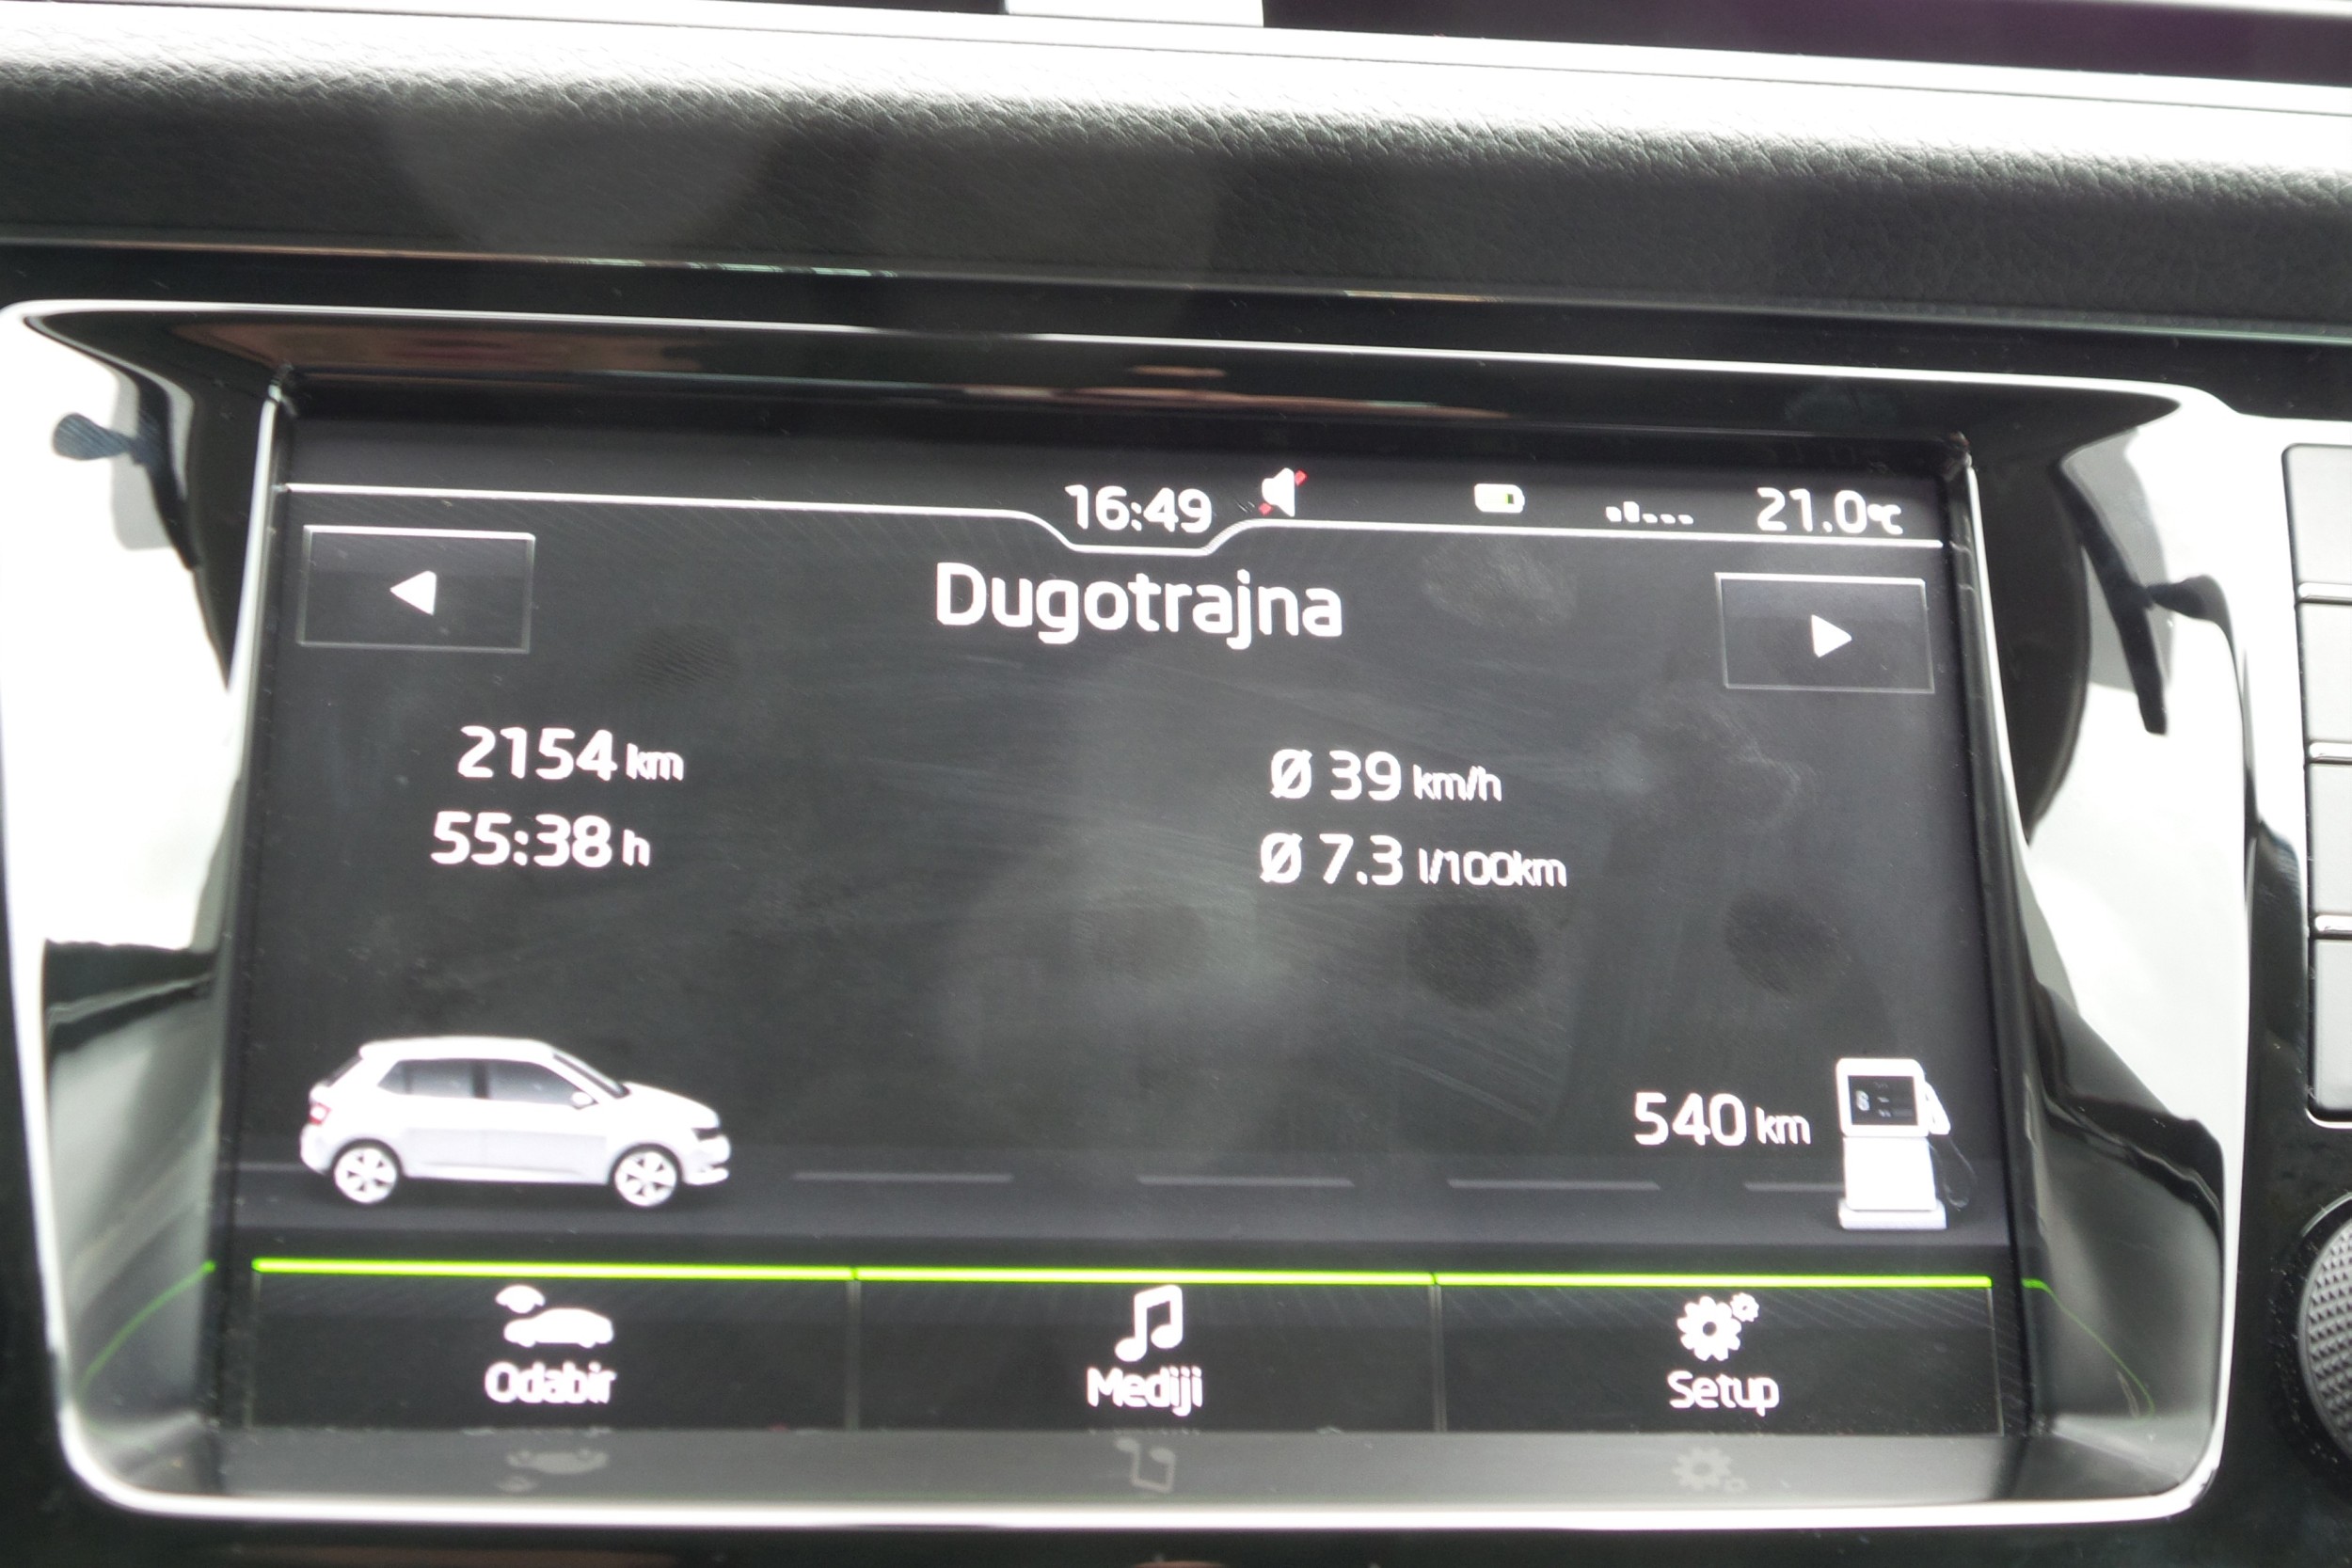 16:49 21.0°C
Dugotrajna
2154 km
Ø 39 km/h
55:38 h
Ø 7.3 l/100km
540 km
Odabir
Mediji
Setup